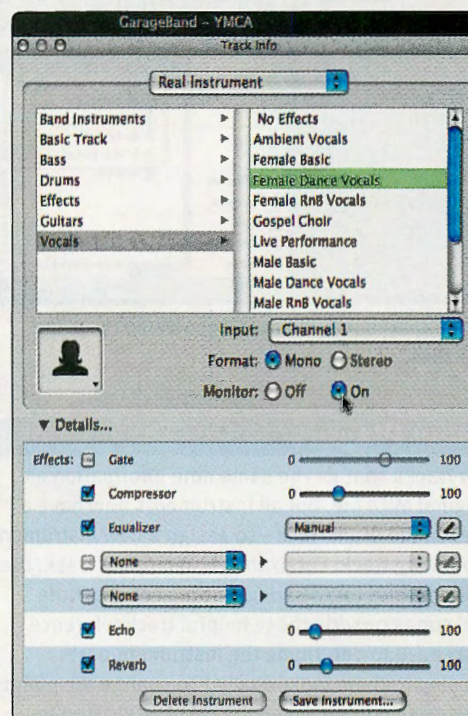 GarageBand – YMCA
Track Info
Real Instrument
Band Instruments
Basic Track
Bass
Drums
Effects
Guitars
Vocals
No Effects
Ambient Vocals
Female Basic
Female Dance Vocals
Female RnB Vocals
Gospel Choir
Live Performance
Male Basic
Male Dance Vocals
Male RnB Vocals
Input: Channel 1
Format: Mono Stereo
Monitor: Off On
Details...
Effects: Gate 0 100
Compressor 0 100
Equalizer Manual
None
None
Echo 0 100
Reverb 0 100
Delete Instrument Save Instrument...